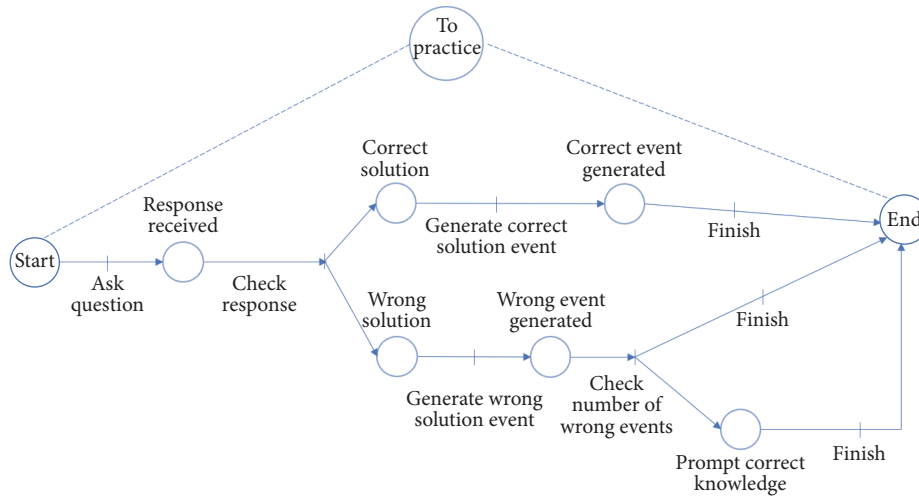 To
practice
Correct
solution
Correct event
generated
Response
received
Generate correct
solution event
Finish
End
Start
Ask
question
Check
response
Wrong
solution
Wrong event
generated
Finish
Generate wrong
solution event
Check
number of
wrong events
Prompt correct
knowledge
Finish